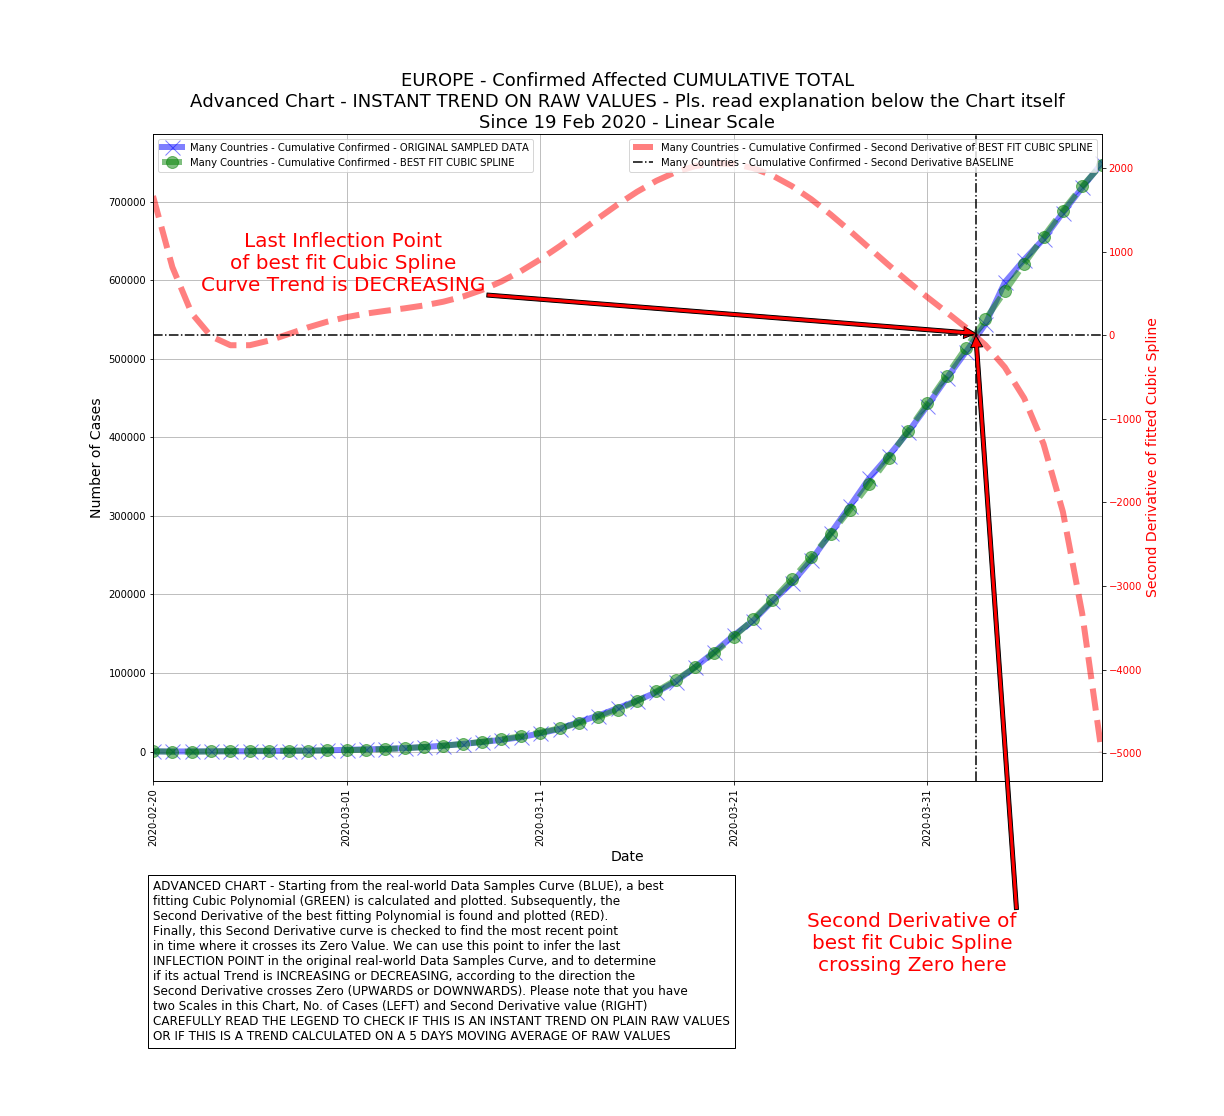 EUROPE - Confirmed Affected CUMULATIVE TOTAL
Advanced Chart - INSTANT TREND ON RAW VALUES - Pls. read explanation below the Chart itself
Since 19 Feb 2020 - Linear Scale
Many Countries - Cumulative Confirmed - ORIGINAL SAMPLED DATA
Many Countries - Cumulative Confirmed - BEST FIT CUBIC SPLINE
Many Countries - Cumulative Confirmed - Second Derivative of BEST FIT CUBIC SPLINE
Many Countries - Cumulative Confirmed - Second Derivative BASELINE
Last Inflection Point
of best fit Cubic Spline
Curve Trend is DECREASING
Number of Cases
700000
600000
500000
400000
300000
200000
100000
0
2000
1000
0
−1000
−2000
−3000
−4000
−5000
Second Derivative of fitted Cubic Spline
2020-02-20
2020-03-01
2020-03-11
2020-03-21
2020-03-31
Date
ADVANCED CHART - Starting from the real-world Data Samples Curve (BLUE), a best
fitting Cubic Polynomial (GREEN) is calculated and plotted. Subsequently, the
Second Derivative of the best fitting Polynomial is found and plotted (RED).
Finally, this Second Derivative curve is checked to find the most recent point
in time where it crosses its Zero Value. We can use this point to infer the last
INFLECTION POINT in the original real-world Data Samples Curve, and to determine
if its actual Trend is INCREASING or DECREASING, according to the direction the
Second Derivative crosses Zero (UPWARDS or DOWNWARDS). Please note that you have
two Scales in this Chart, No. of Cases (LEFT) and Second Derivative value (RIGHT)
CAREFULLY READ THE LEGEND TO CHECK IF THIS IS AN INSTANT TREND ON PLAIN RAW VALUES
OR IF THIS IS A TREND CALCULATED ON A 5 DAYS MOVING AVERAGE OF RAW VALUES
Second Derivative of
best fit Cubic Spline
crossing Zero here